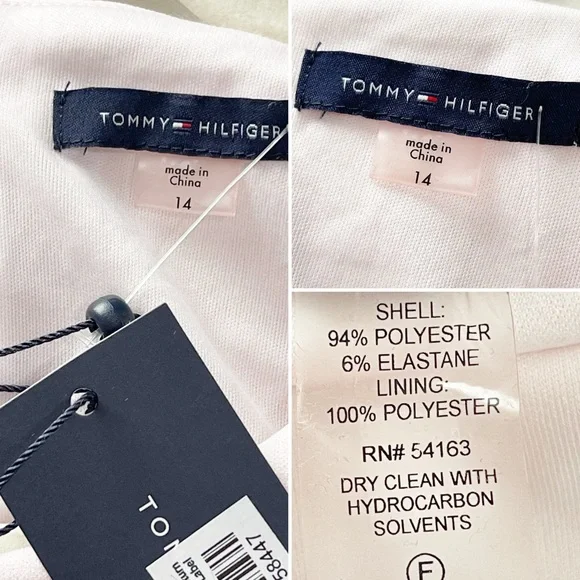 TOMMY HILFIGER
made in
China
14
TOMMY HILFIGER
made in
China
14
SHELL:
94% POLYESTER
6% ELASTANE
LINING:
100% POLYESTER
RN# 54163
DRY CLEAN WITH
HYDROCARBON
SOLVENTS
F
TO
58447
Label